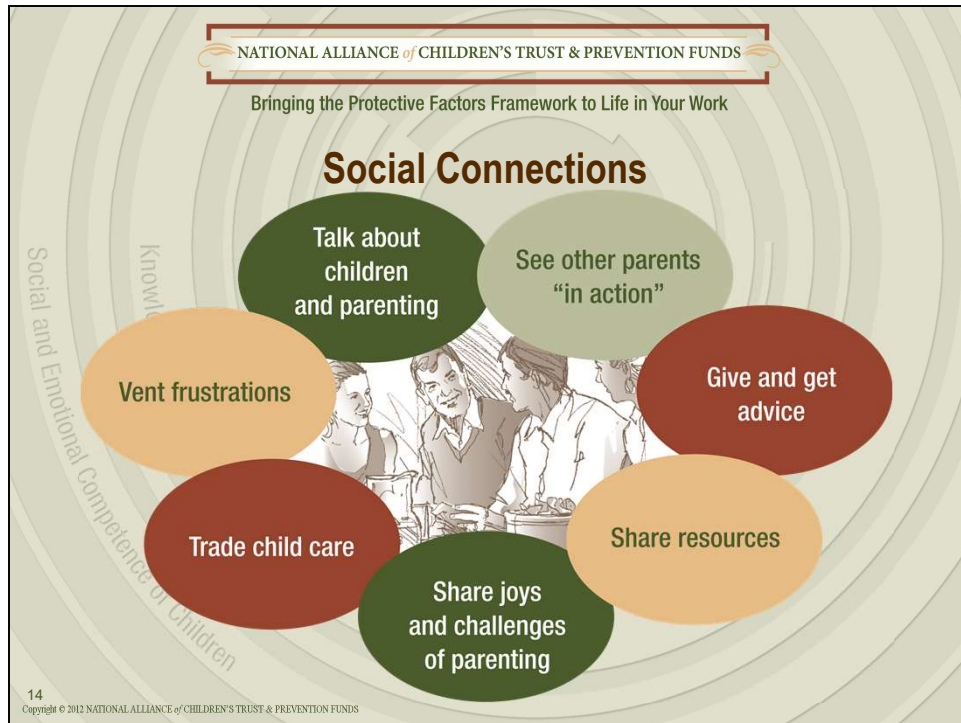 NATIONAL ALLIANCE of CHILDREN'S TRUST & PREVENTION FUNDS
Bringing the Protective Factors Framework to Life in Your Work
Social Connections
Talk about
children
and parenting
See other parents
“in action”
Vent frustrations
Give and get
advice
Trade child care
Share resources
Share joys
and challenges
of parenting
Social and Emotional Competence of Children
14
Copyright © 2012 NATIONAL ALLIANCE of CHILDREN'S TRUST & PREVENTION FUNDS